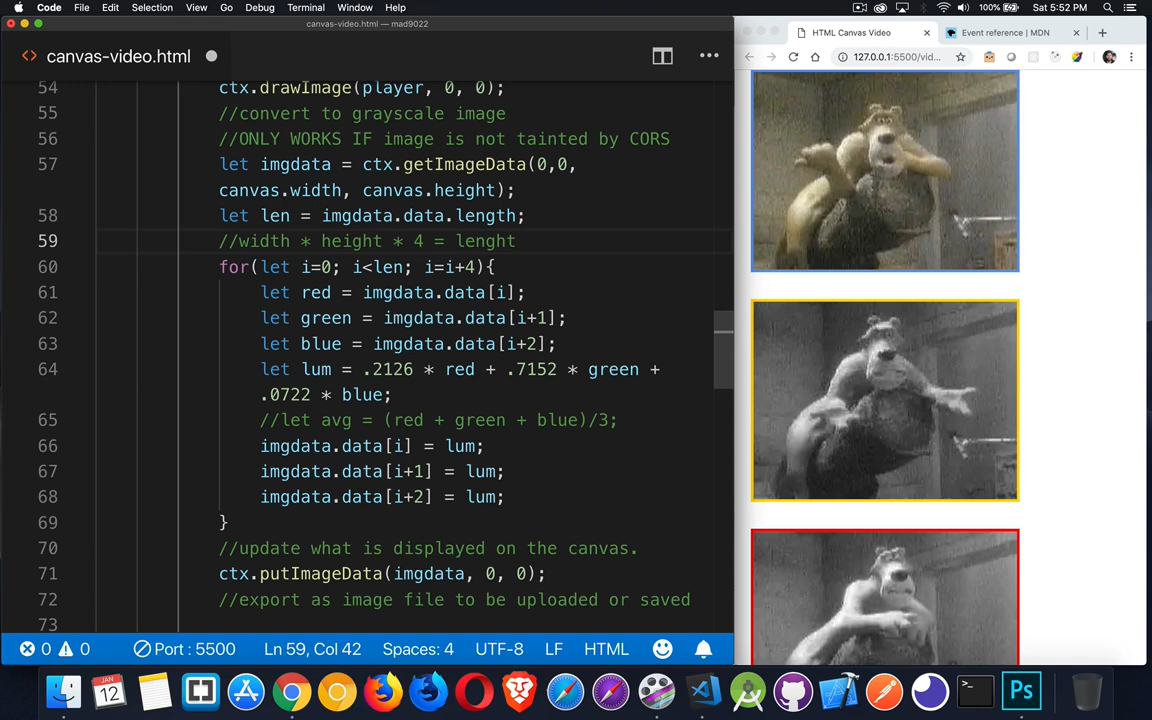 Code File Edit Selection View Go Debug Terminal Window Help 100% Sat 5:52 PM
canvas-video.html — mad9022
<> canvas-video.html
HTML Canvas Video
Event reference | MDN
127.0.0.1:5500/vid...
54 ctx.drawImage(player, 0, 0);
55 //convert to grayscale image
56 //ONLY WORKS IF image is not tainted by CORS
57 let imgdata = ctx.getImageData(0,0,
canvas.width, canvas.height);
58 let len = imgdata.data.length;
59 //width * height * 4 = lenght
60 for(let i=0; i<len; i=i+4){
61 let red = imgdata.data[i];
62 let green = imgdata.data[i+1];
63 let blue = imgdata.data[i+2];
64 let lum = .2126 * red + .7152 * green +
.0722 * blue;
65 //let avg = (red + green + blue)/3;
66 imgdata.data[i] = lum;
67 imgdata.data[i+1] = lum;
68 imgdata.data[i+2] = lum;
69 }
70 //update what is displayed on the canvas.
71 ctx.putImageData(imgdata, 0, 0);
72 //export as image file to be uploaded or saved
73
0 0 Port : 5500 Ln 59, Col 42 Spaces: 4 UTF-8 LF HTML
JAN
12
>_
Ps